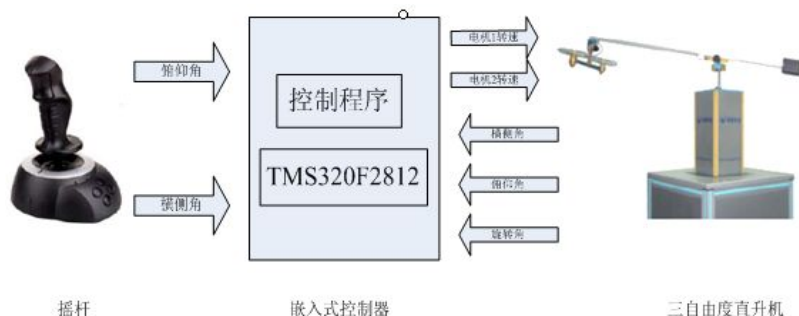 俯仰角
横侧角
控制程序
TMS320F2812
电机1转速
电机2转速
横侧角
俯仰角
旋转角
摇杆
嵌入式控制器
三自由度直升机